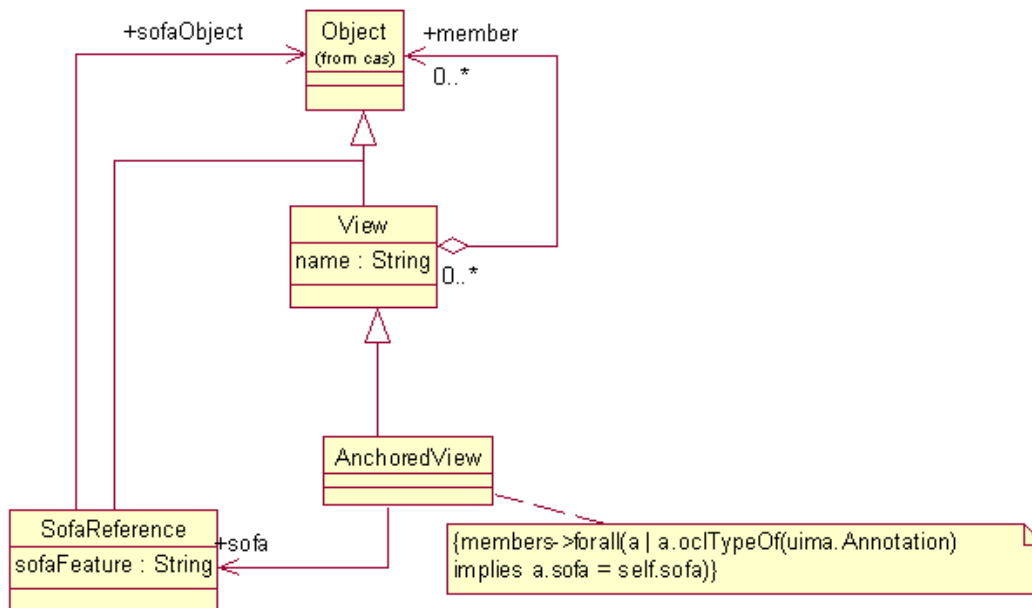 +sofaObject
Object
(from cas)
+member
0..*
View
name : String
0..*
AnchoredView
SofaReference
sofaFeature : String
+sofa
{members->forall(a | a.oclTypeOf(uima.Annotation)
implies a.sofa = self.sofa)}